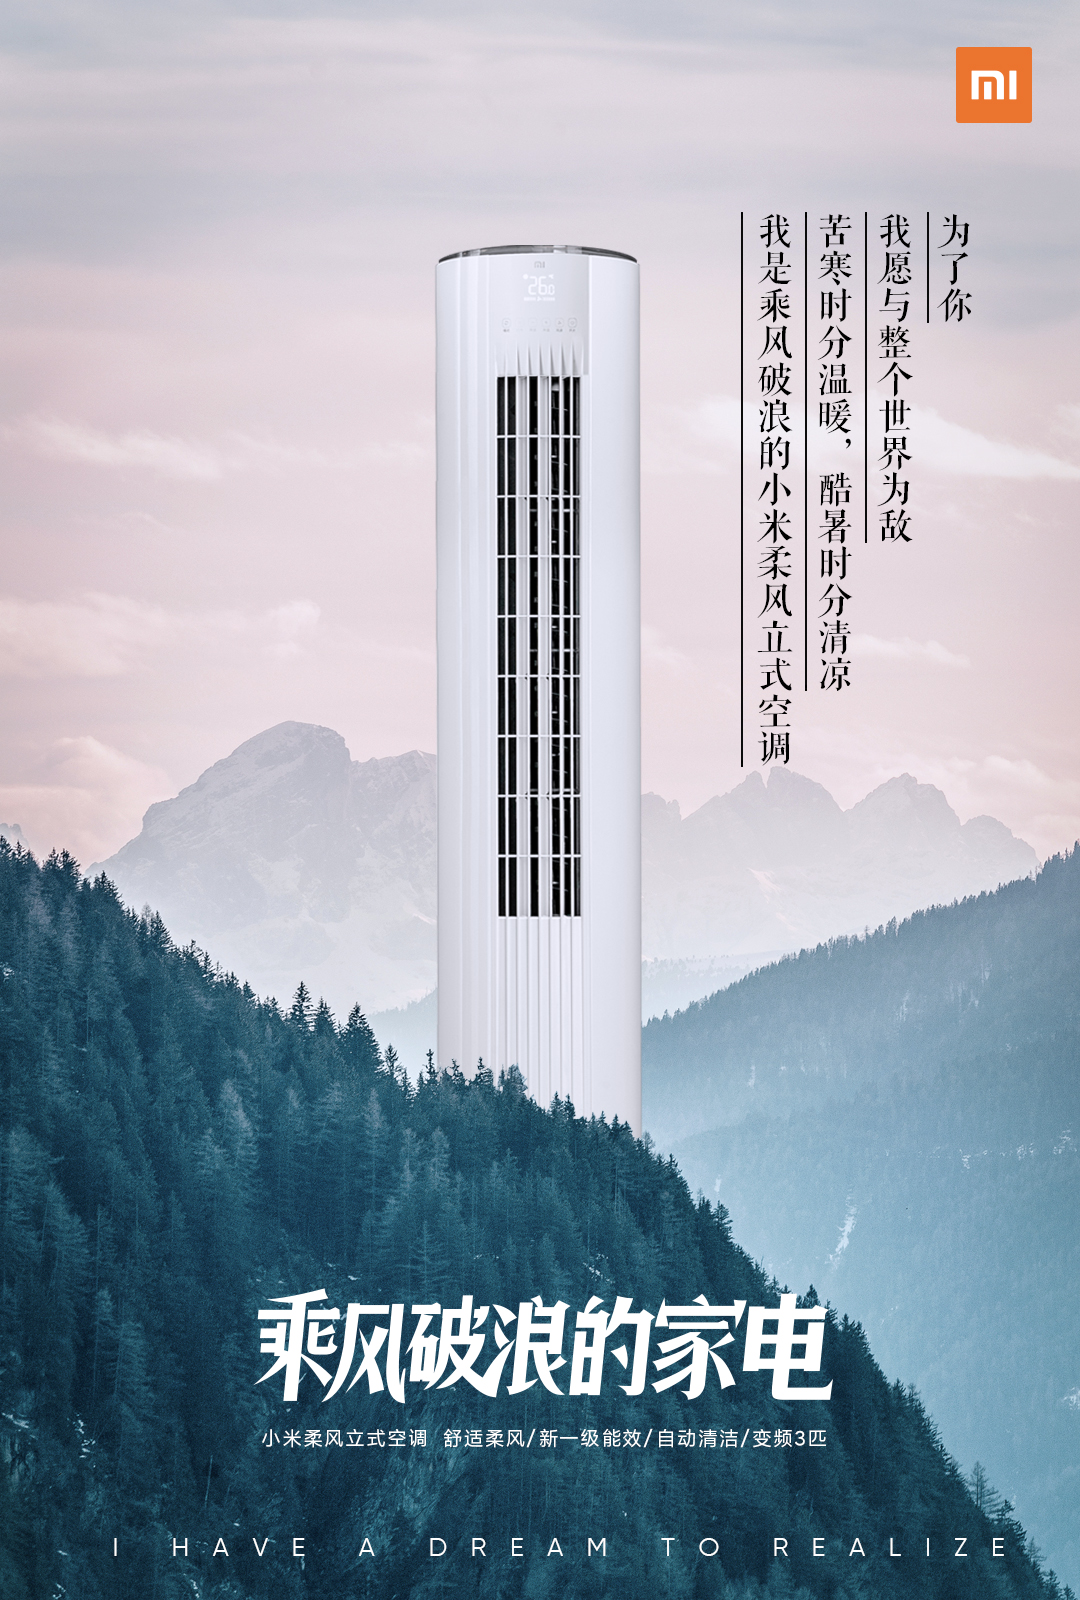 mi
为了你
我愿与整个世界为敌
苦寒时分温暖，酷暑时分清凉
我是乘风破浪的小米柔风立式空调
mi
26.0
乘风破浪的家电
小米柔风立式空调 舒适柔风/新一级能效/自动清洁/变频3匹
I HAVE A DREAM TO REALIZE